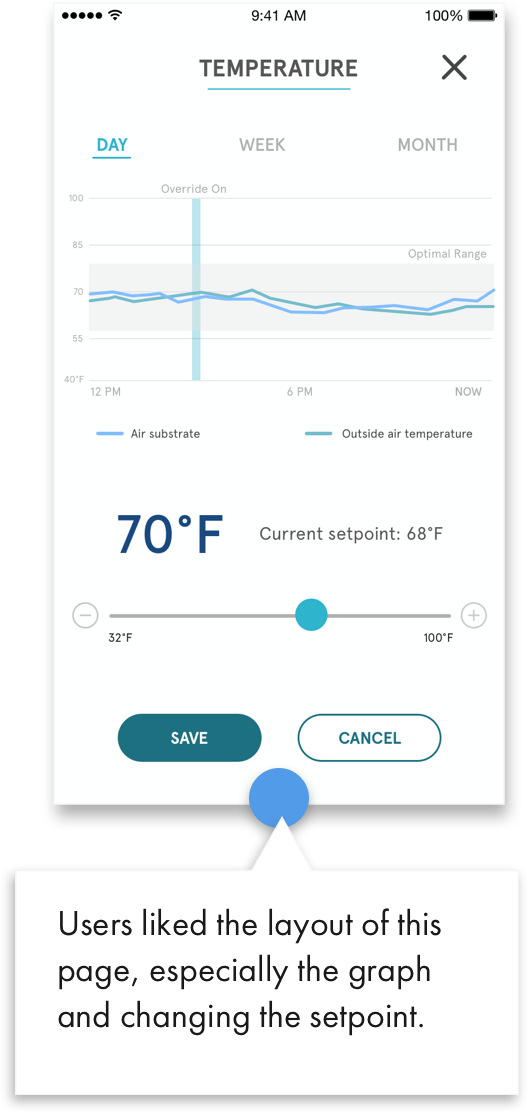 9:41 AM 100%
TEMPERATURE
DAY WEEK MONTH
Override On
100
85
Optimal Range
70
55
40°F
12 PM 6 PM NOW
Air substrate Outside air temperature
70°F Current setpoint: 68°F
32°F 100°F
SAVE CANCEL
Users liked the layout of this
page, especially the graph
and changing the setpoint.